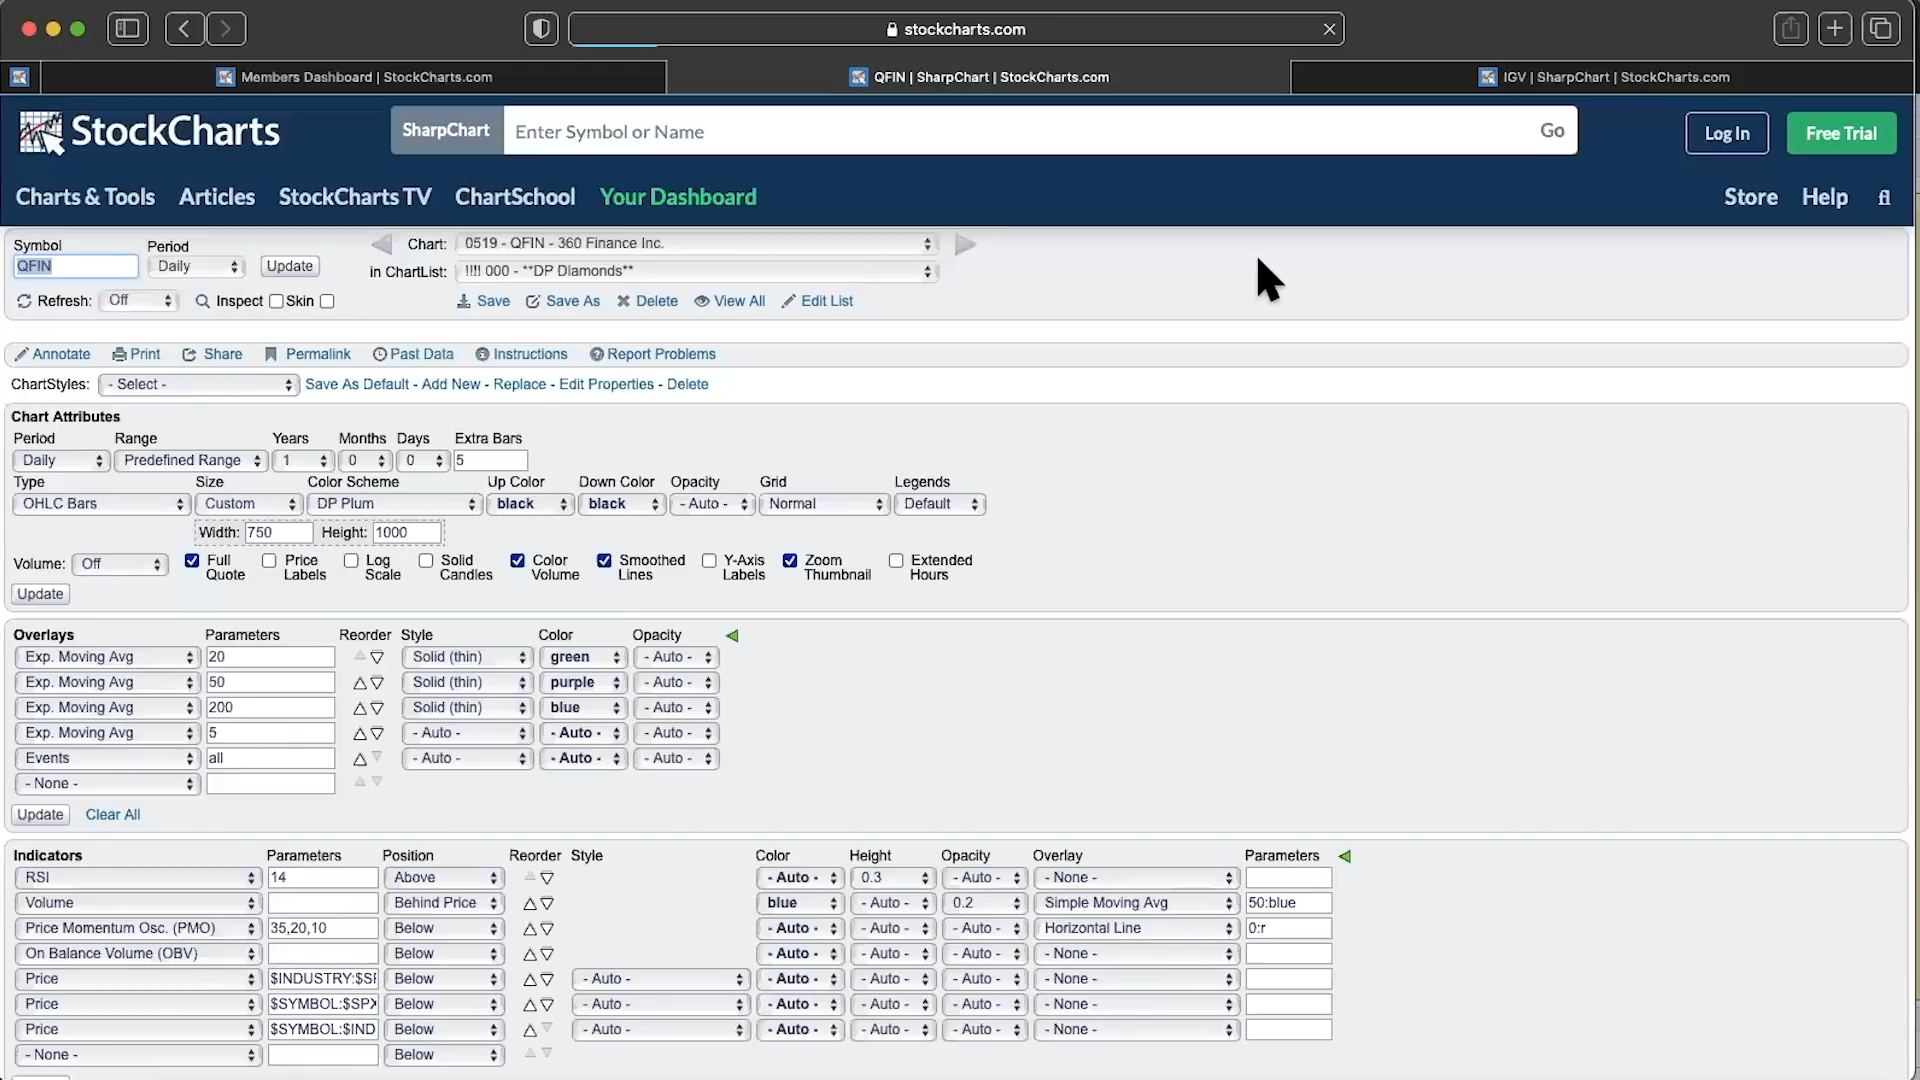 stockcharts.com
Members Dashboard | StockCharts.com
QFIN | SharpChart | StockCharts.com
IGV | SharpChart | StockCharts.com
StockCharts SharpChart Enter Symbol or Name Go Log In Free Trial
Charts & Tools Articles StockCharts TV ChartSchool Your Dashboard Store Help
Symbol Period Chart: 0519 - QFIN - 360 Finance Inc.
QFIN Daily Update in ChartList: !!!! 000 - **DP Diamonds**
Refresh: Off Inspect Skin Save Save As Delete View All Edit List
Annotate Print Share Permalink Past Data Instructions Report Problems
ChartStyles: - Select - Save As Default - Add New - Replace - Edit Properties - Delete
Chart Attributes
Period Range Years Months Days Extra Bars
Daily Predefined Range 1 0 0 5
Type Size Color Scheme Up Color Down Color Opacity Grid Legends
OHLC Bars Custom DP Plum black black - Auto - Normal Default
Width: 750 Height: 1000
Volume: Off Full Quote Price Labels Log Scale Solid Candles Color Volume Smoothed Lines Y-Axis Labels Zoom Thumbnail Extended Hours
Update
Overlays Parameters Reorder Style Color Opacity
Exp. Moving Avg 20 Solid (thin) green - Auto -
Exp. Moving Avg 50 Solid (thin) purple - Auto -
Exp. Moving Avg 200 Solid (thin) blue - Auto -
Exp. Moving Avg 5 - Auto - - Auto - - Auto -
Events all - Auto - - Auto - - Auto -
- None -
Update Clear All
Indicators Parameters Position Reorder Style Color Height Opacity Overlay Parameters
RSI 14 Above - Auto - 0.3 - Auto - - None -
Volume Behind Price blue - Auto - 0.2 Simple Moving Avg 50:blue
Price Momentum Osc. (PMO) 35,20,10 Below - Auto - - Auto - - Auto - Horizontal Line 0:r
On Balance Volume (OBV) Below - Auto - - Auto - - Auto - - None -
Price $INDUSTRY:$SP Below - Auto - - Auto - - Auto - - Auto - - None -
Price $SYMBOL:$SPX Below - Auto - - Auto - - Auto - - Auto - - None -
Price $SYMBOL:$IND Below - Auto - - Auto - - Auto - - Auto - - None -
- None - Below